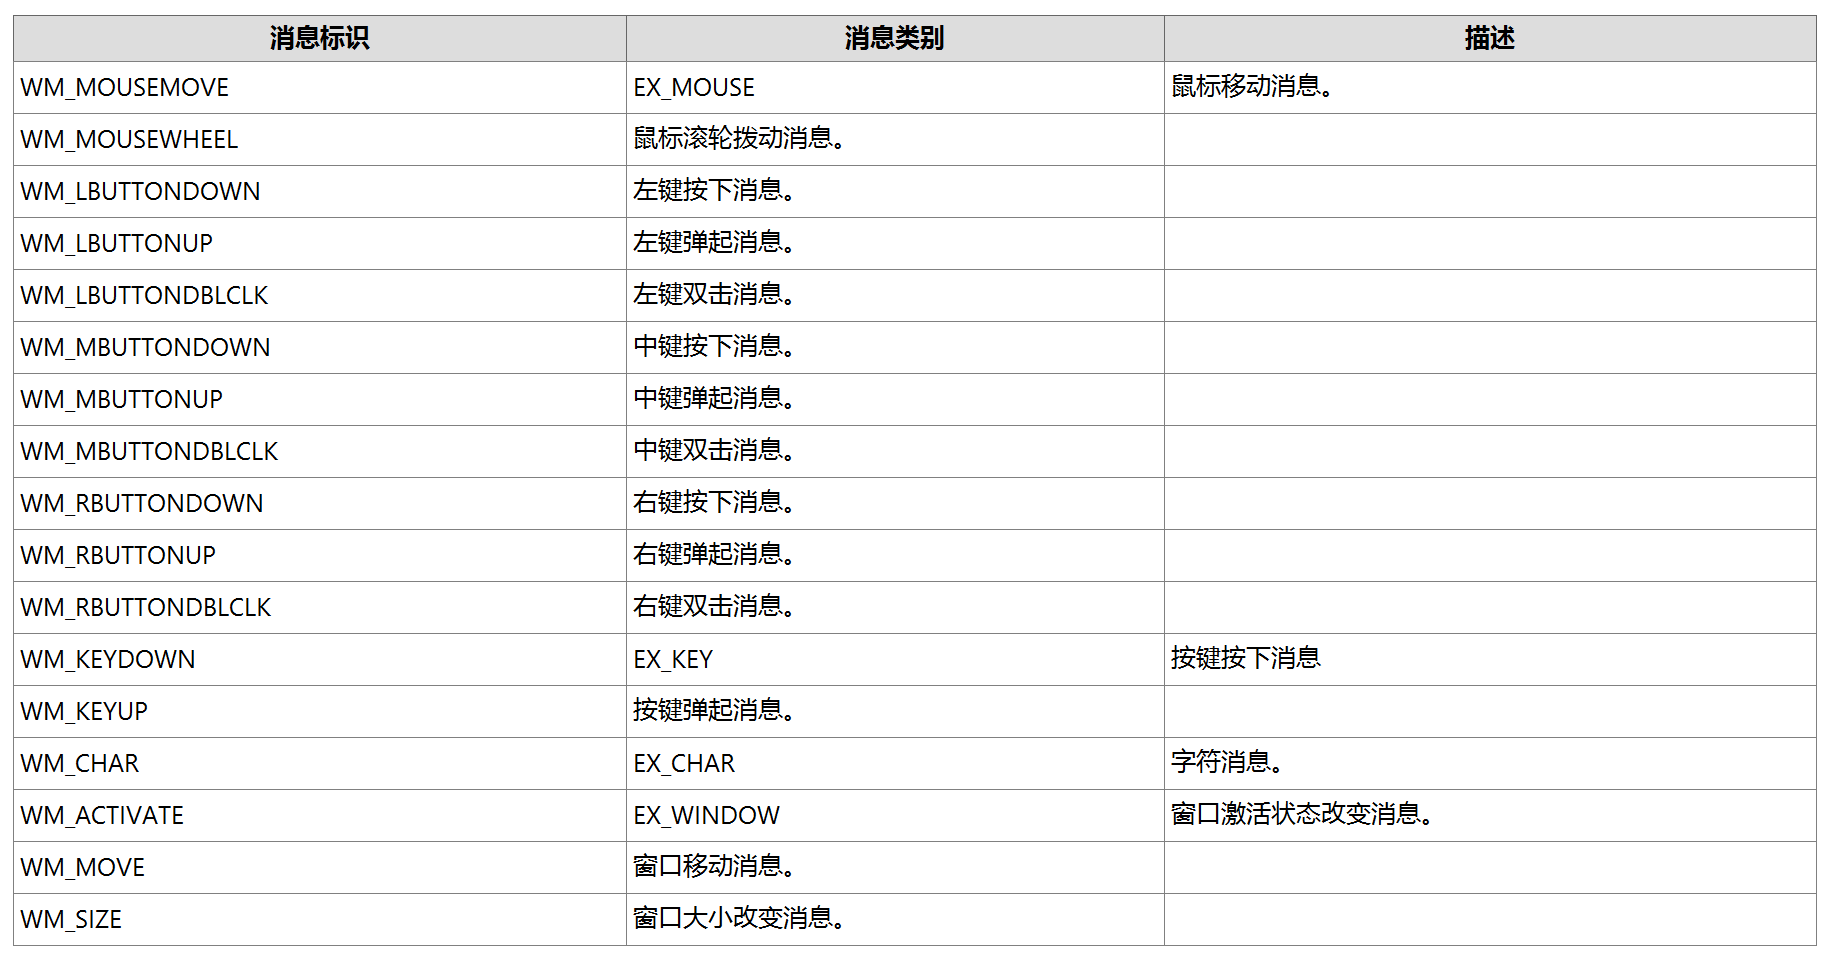 消息标识 消息类别 描述
WM_MOUSEMOVE EX_MOUSE 鼠标移动消息。
WM_MOUSEWHEEL 鼠标滚轮拨动消息。
WM_LBUTTONDOWN 左键按下消息。
WM_LBUTTONUP 左键弹起消息。
WM_LBUTTONDBLCLK 左键双击消息。
WM_MBUTTONDOWN 中键按下消息。
WM_MBUTTONUP 中键弹起消息。
WM_MBUTTONDBLCLK 中键双击消息。
WM_RBUTTONDOWN 右键按下消息。
WM_RBUTTONUP 右键弹起消息。
WM_RBUTTONDBLCLK 右键双击消息。
WM_KEYDOWN EX_KEY 按键按下消息
WM_KEYUP 按键弹起消息。
WM_CHAR EX_CHAR 字符消息。
WM_ACTIVATE EX_WINDOW 窗口激活状态改变消息。
WM_MOVE 窗口移动消息。
WM_SIZE 窗口大小改变消息。